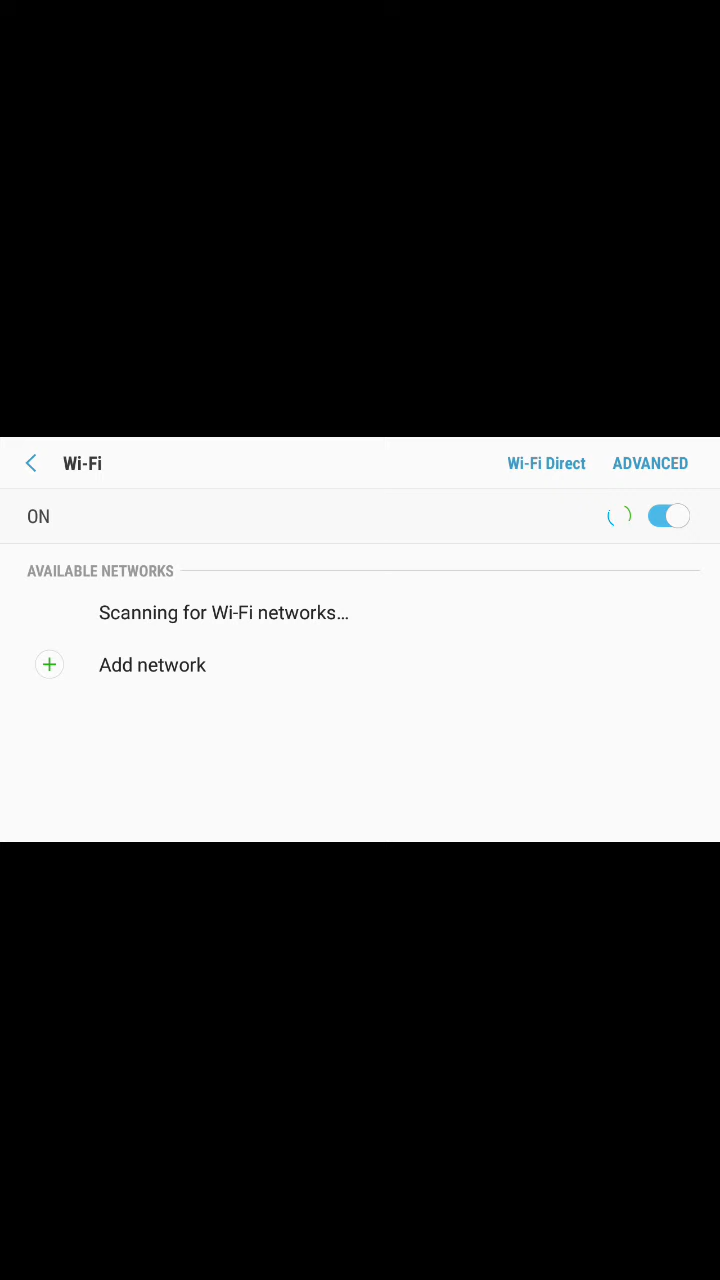 Wi-Fi Wi-Fi Direct ADVANCED
ON
AVAILABLE NETWORKS
Scanning for Wi-Fi networks...
Add network